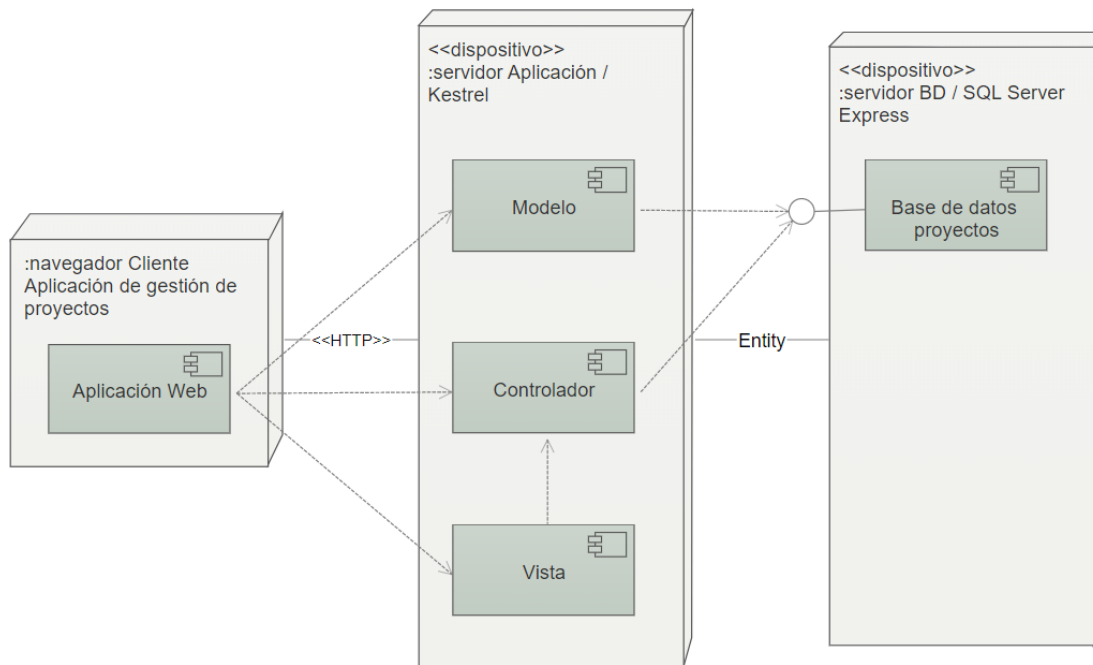 :navegador Cliente
Aplicación de gestión de
proyectos
Aplicación Web
<<HTTP>>
<<dispositivo>>
:servidor Aplicación /
Kestrel
Modelo
Controlador
Vista
Entity
<<dispositivo>>
:servidor BD / SQL Server
Express
Base de datos
proyectos